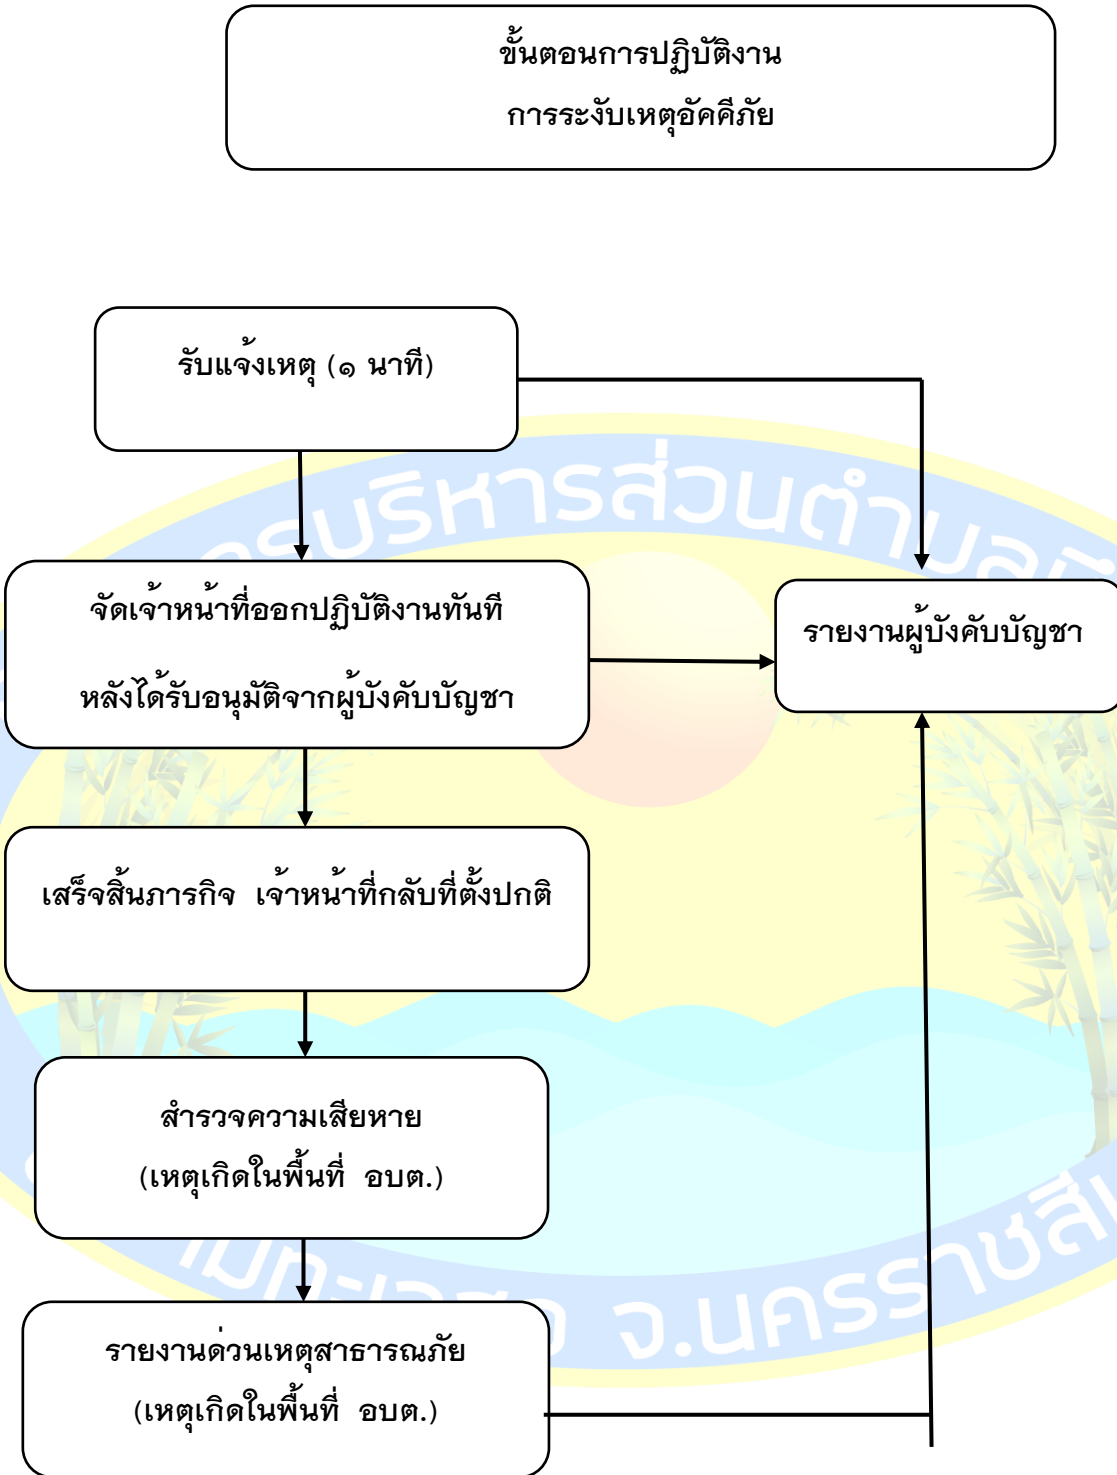 ขั้นตอนการปฏิบัติงาน
การระงับเหตุอัคคีภัย
รับแจ้งเหตุ (๑ นาที)
จัดเจ้าหน้าที่ออกปฏิบัติงานทันที
หลังได้รับอนุมัติจากผู้บังคับบัญชา
รายงานผู้บังคับบัญชา
เสร็จสิ้นภารกิจ เจ้าหน้าที่กลับที่ตั้งปกติ
สำรวจความเสียหาย
(เหตุเกิดในพื้นที่ อบต.)
รายงานด่วนเหตุสาธารณภัย
(เหตุเกิดในพื้นที่ อบต.)